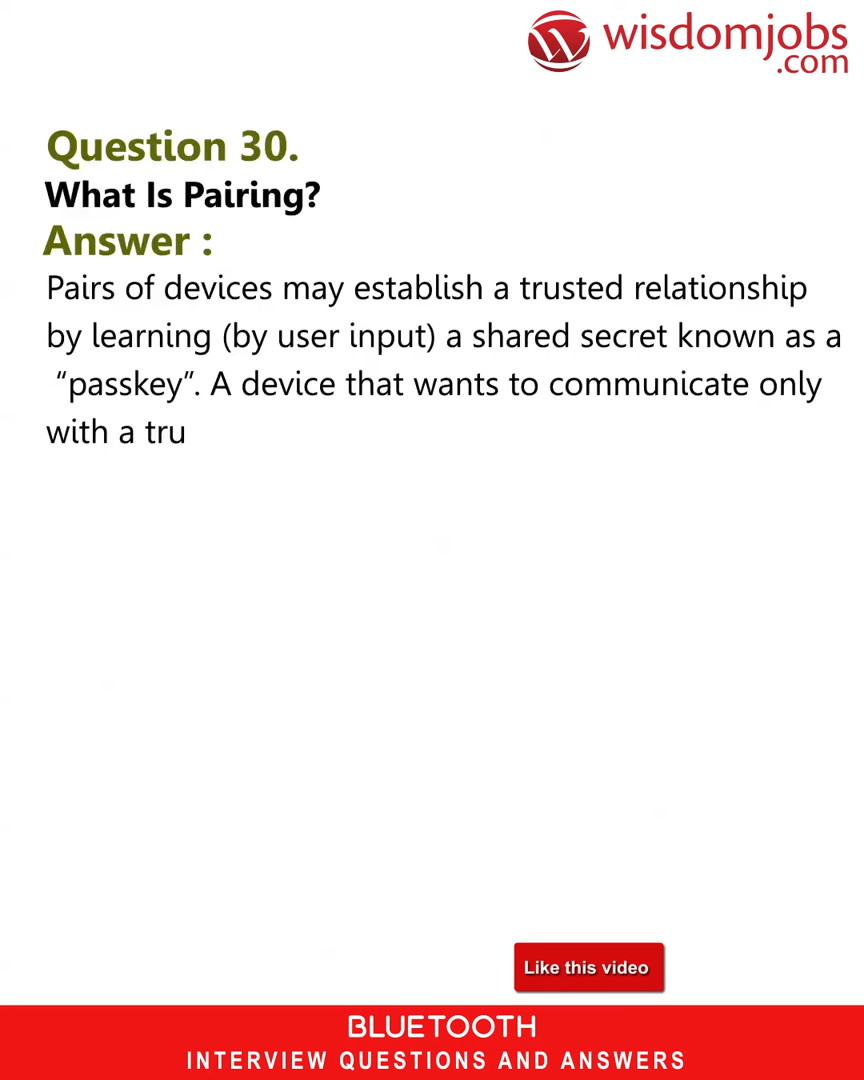 wisdomjobs
.com
Question 30.
What Is Pairing?
Answer :
Pairs of devices may establish a trusted relationship
by learning (by user input) a shared secret known as a
“passkey”. A device that wants to communicate only
with a tru
Like this video
BLUETOOTH
INTERVIEW QUESTIONS AND ANSWERS